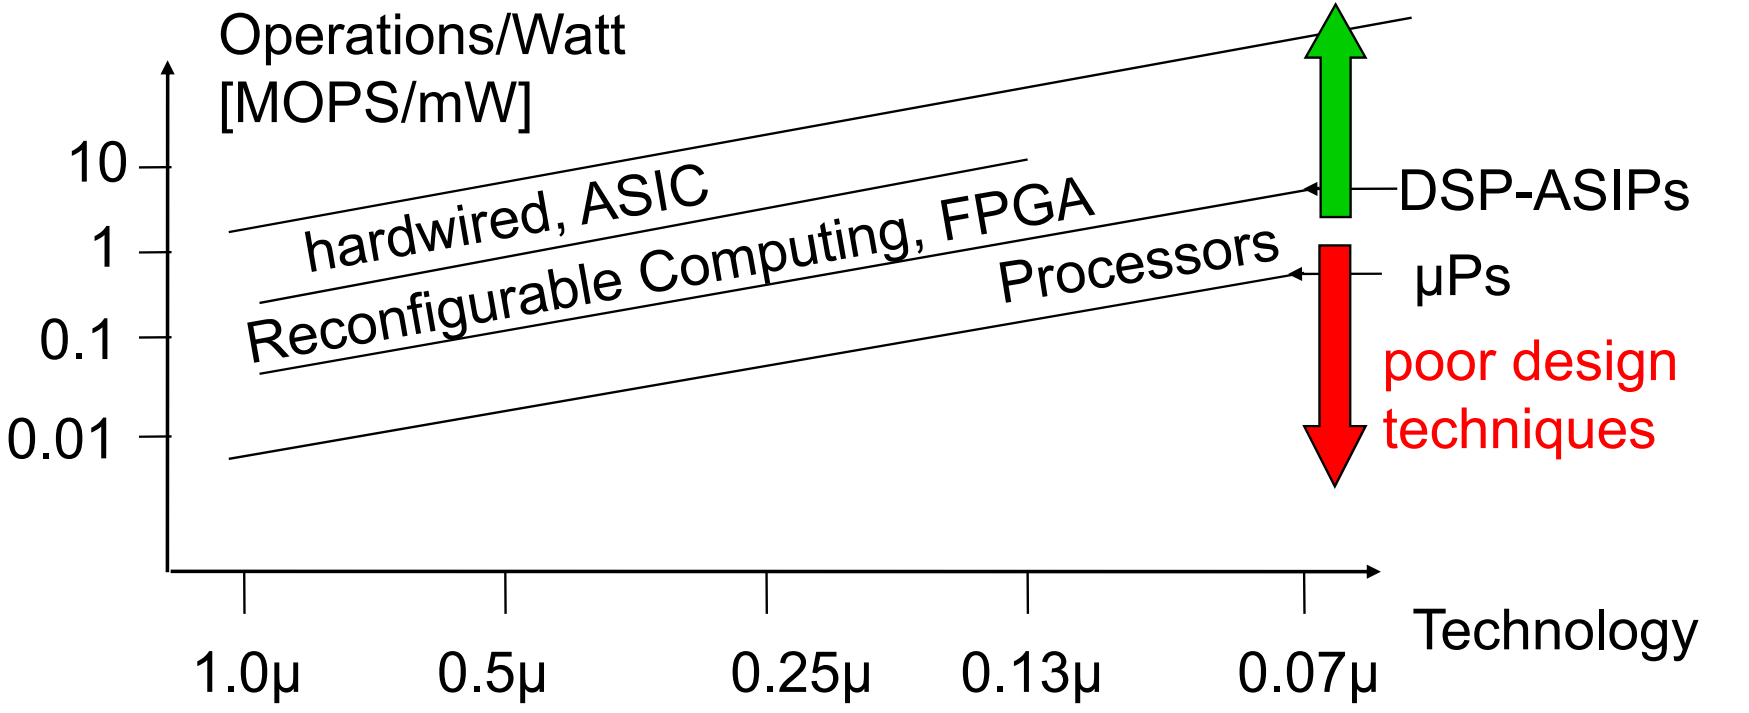 Operations/Watt
[MOPS/mW]
10
1
0.1
0.01
hardwired, ASIC
Reconfigurable Computing, FPGA
Processors
DSP-ASIPs
µPs
poor design
techniques
Technology
1.0µ
0.5µ
0.25µ
0.13µ
0.07µ